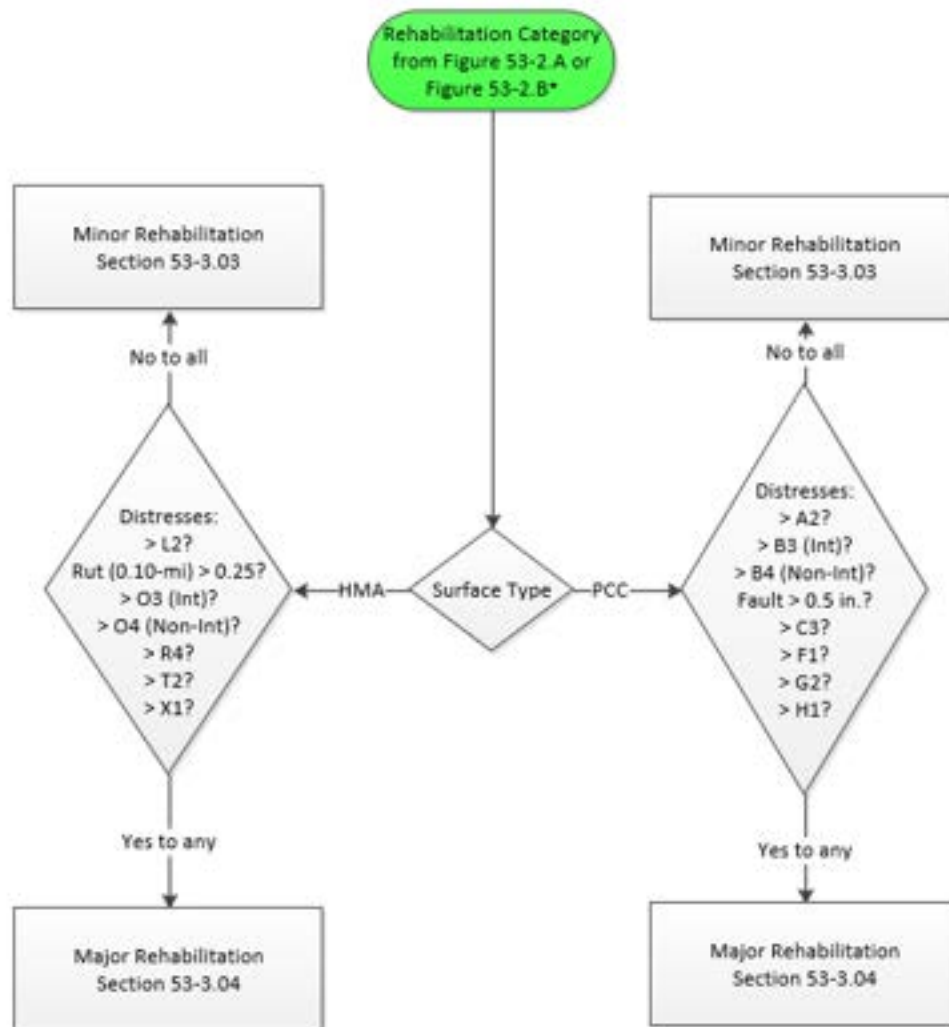 Rehabilitation Category
from Figure 53-2.A or
Figure 53-2.B*
Minor Rehabilitation
Section 53-3.03
Minor Rehabilitation
Section 53-3.03
No to all
No to all
Distresses:
> L2?
Rut (0.10-mi) > 0.25?
> O3 (Int)?
> O4 (Non-Int)?
> R4?
> T2?
> X1?
HMA
Surface Type
PCC
Distresses:
> A2?
> B3 (Int)?
> B4 (Non-Int)?
Fault > 0.5 in.?
> C3?
> F1?
> G2?
> H1?
Yes to any
Yes to any
Major Rehabilitation
Section 53-3.04
Major Rehabilitation
Section 53-3.04